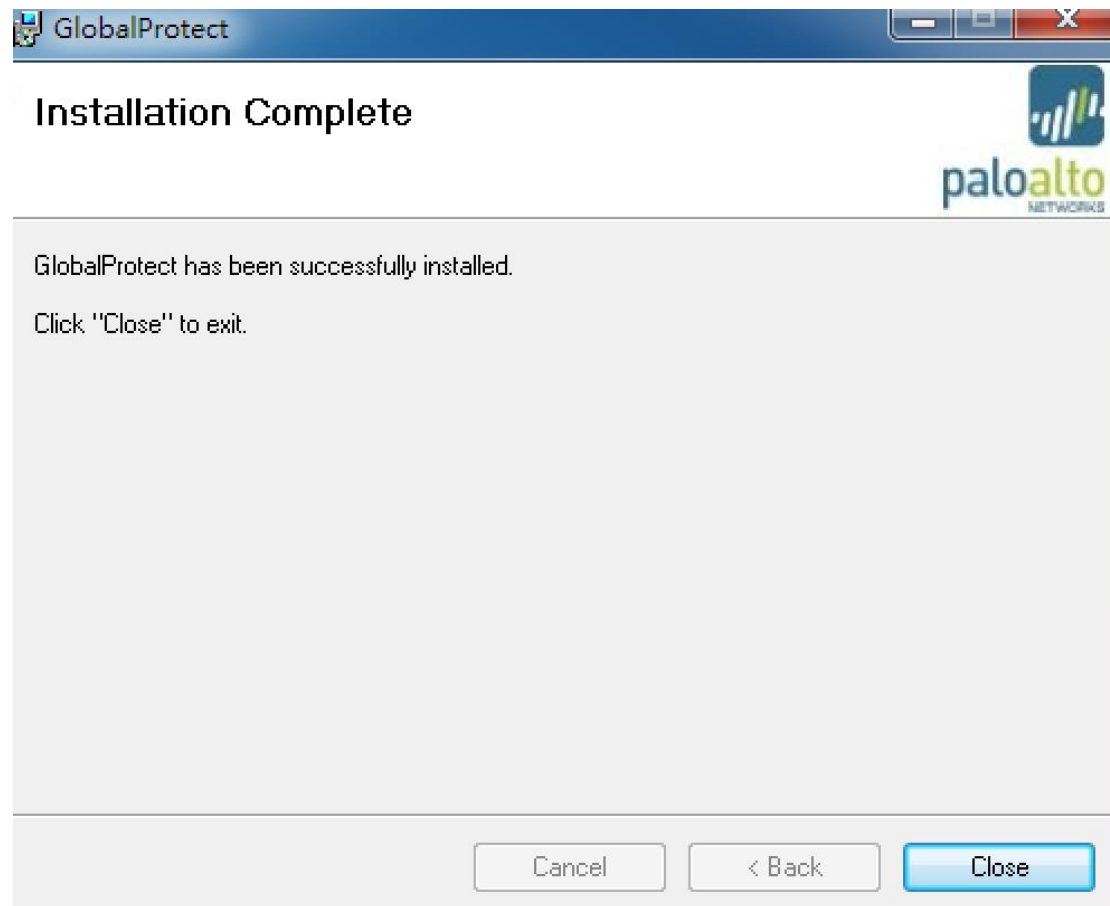 GlobalProtect
Installation Complete
paloalto
NETWORKS
GlobalProtect has been successfully installed.
Click "Close" to exit.
Cancel
< Back
Close